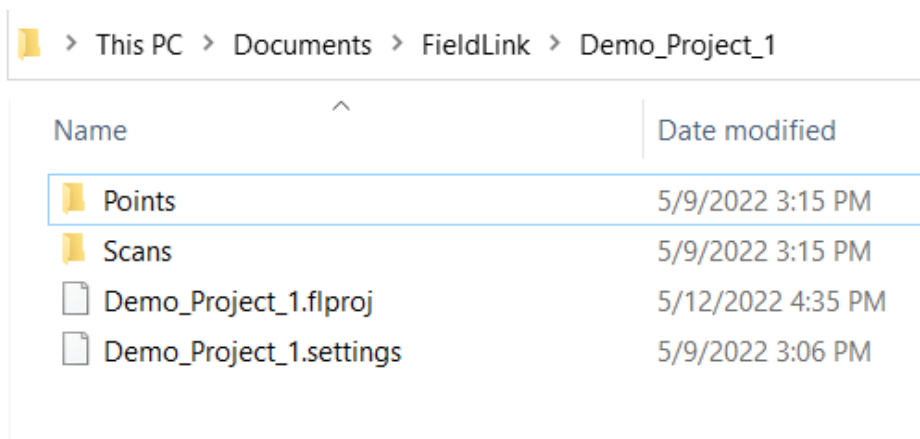 > This PC > Documents > FieldLink > Demo_Project_1
Name Date modified
Points 5/9/2022 3:15 PM
Scans 5/9/2022 3:15 PM
Demo_Project_1.flproj 5/12/2022 4:35 PM
Demo_Project_1.settings 5/9/2022 3:06 PM